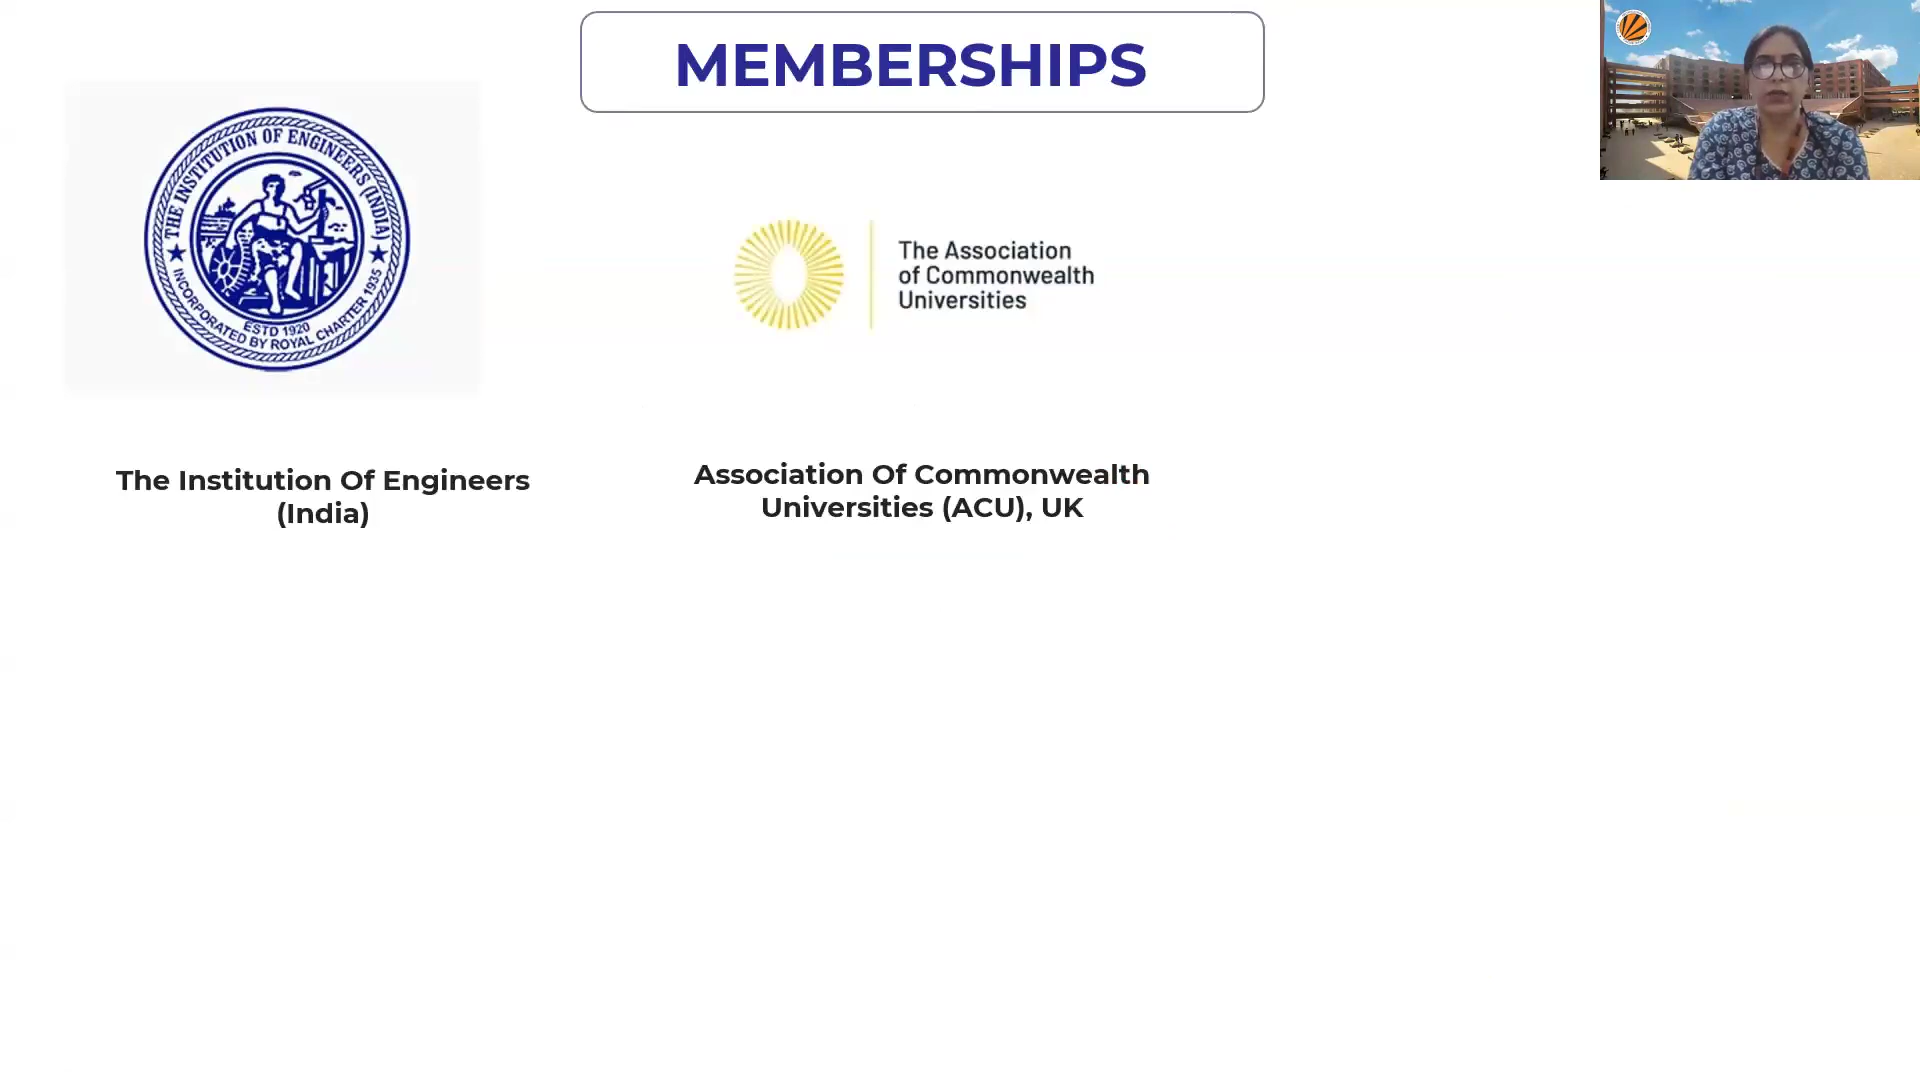 MEMBERSHIPS
THE INSTITUTION OF ENGINEERS (INDIA)
ESTD 1920
INCORPORATED BY ROYAL CHARTER 1935
The Association
of Commonwealth
Universities
The Institution Of Engineers
(India)
Association Of Commonwealth
Universities (ACU), UK